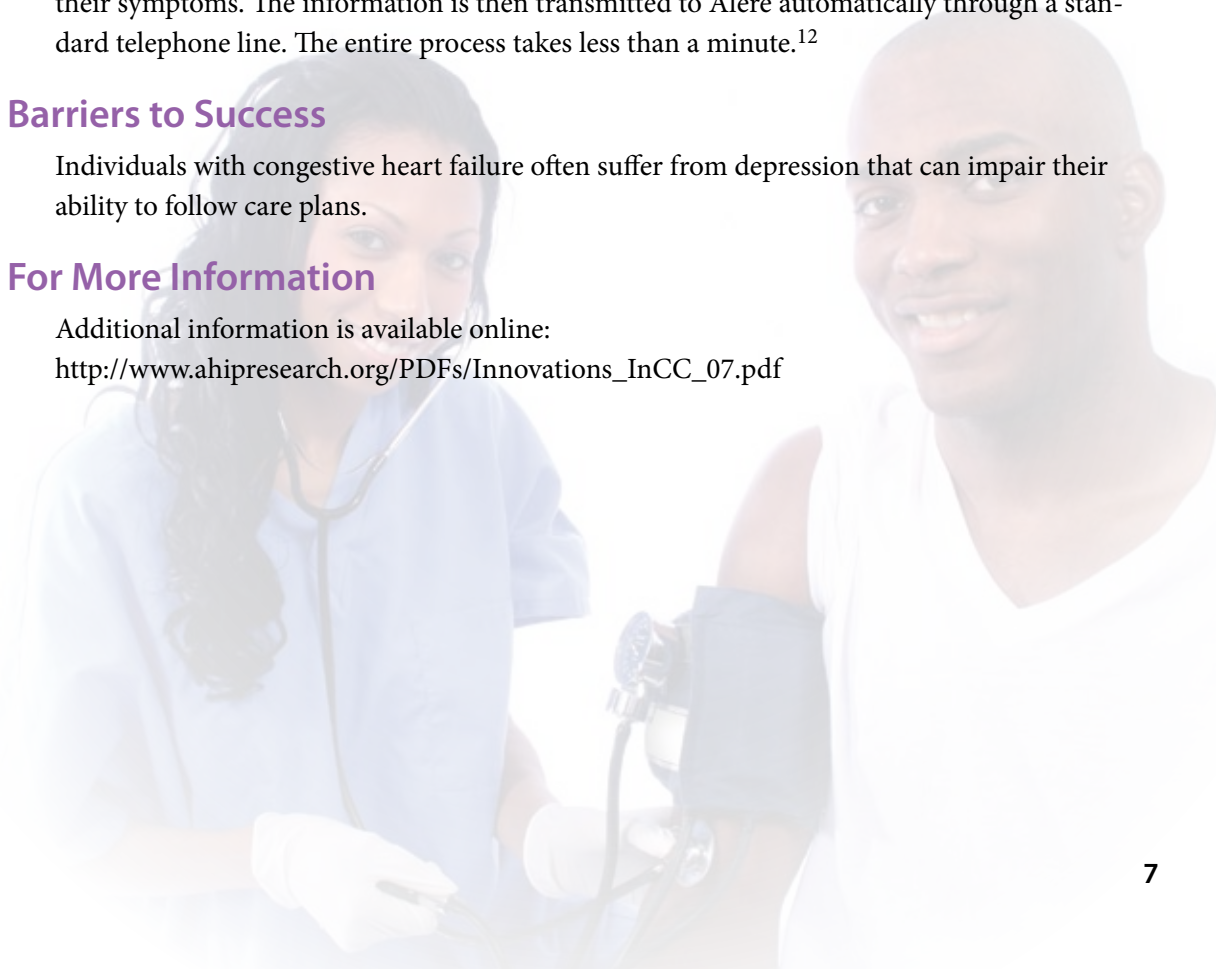 their symptoms. The information is then transmitted to Alere automatically through a stan-
dard telephone line. The entire process takes less than a minute.12
Barriers to Success
Individuals with congestive heart failure often suffer from depression that can impair their
ability to follow care plans.
For More Information
Additional information is available online:
http://www.ahipresearch.org/PDFs/Innovations_InCC_07.pdf
7